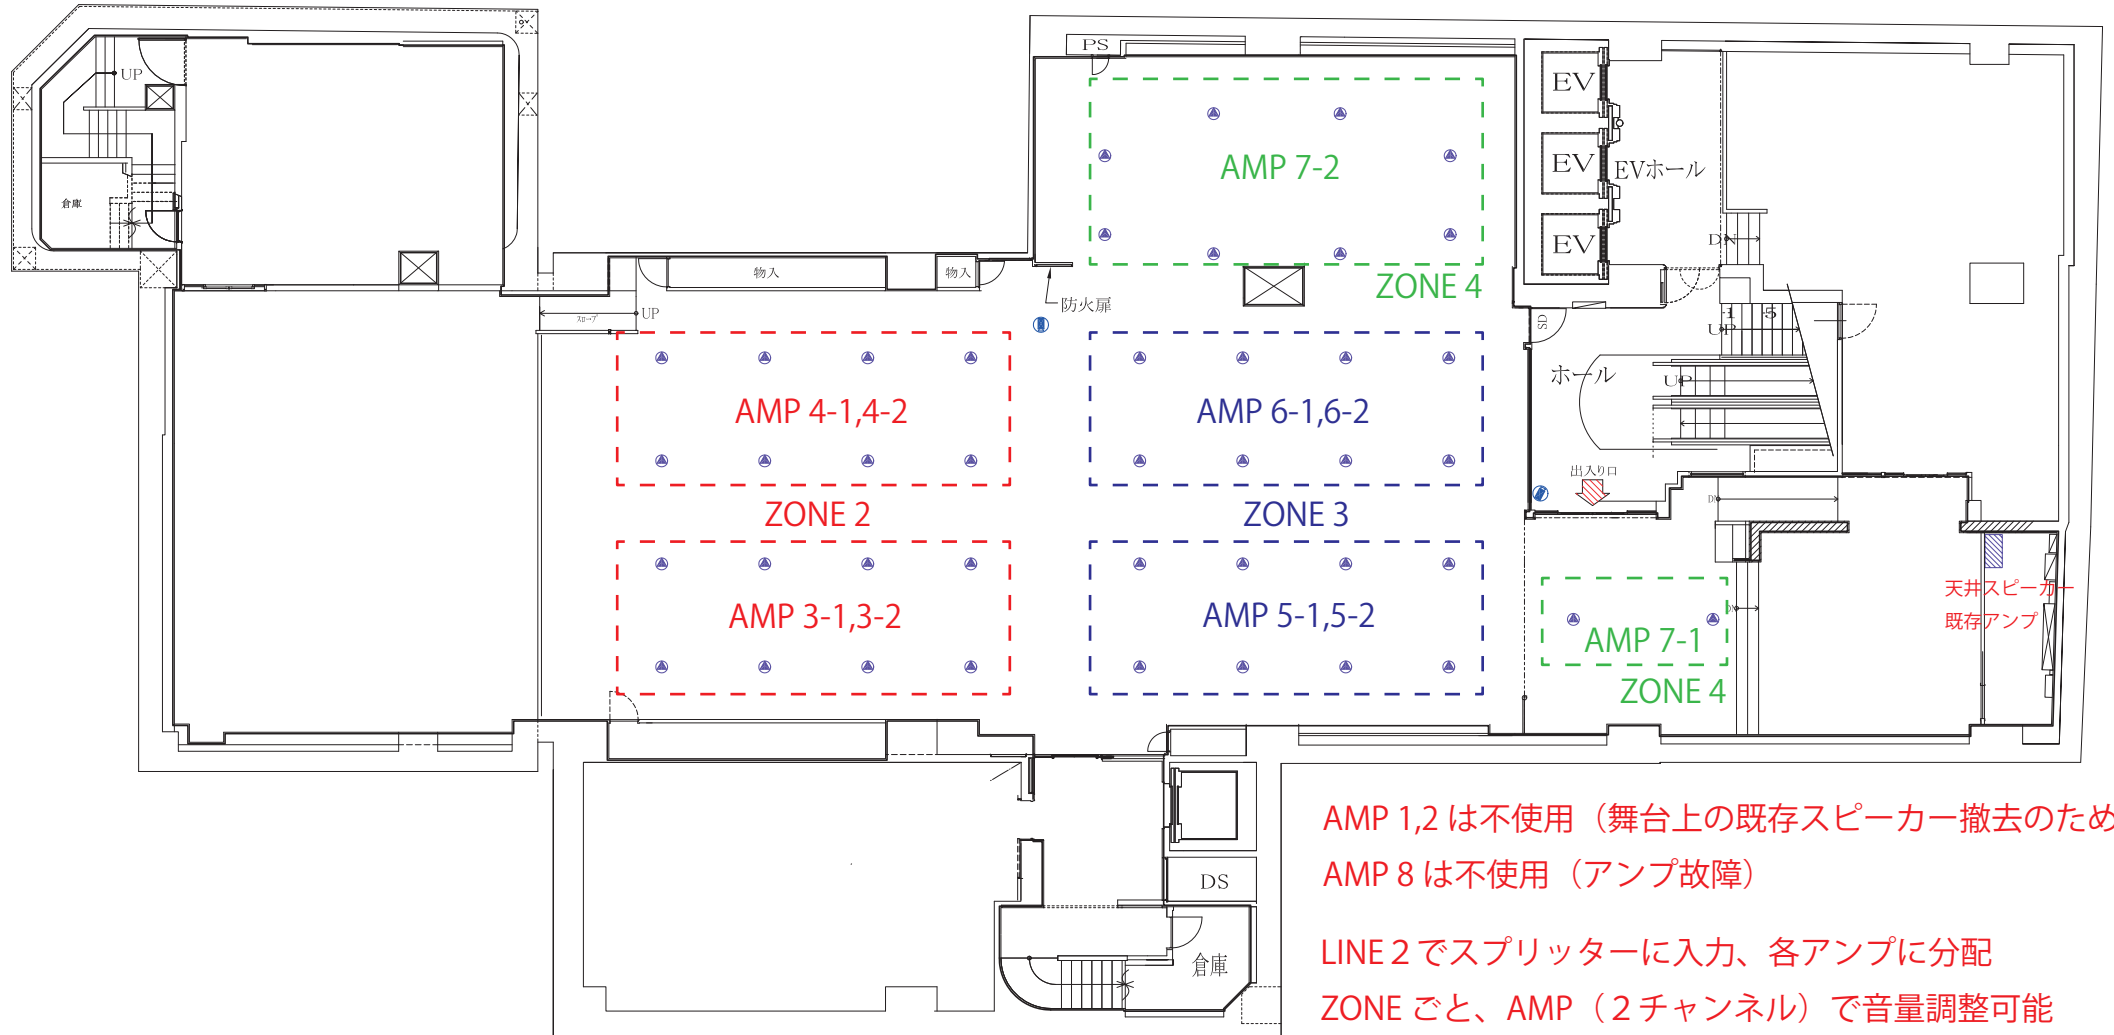 PS
UP
EV
AMP 7-2
EV
EVホール
倉庫
DN
EV
物入
物入
ZONE 4
防火扉
スロープ
UP
SD
1
5
UP
ホール
UP
AMP 4-1,4-2
AMP 6-1,6-2
出入り口
DN
ZONE 2
ZONE 3
天井スピーカー
既存アンプ
AMP 3-1,3-2
AMP 5-1,5-2
DN
AMP 7-1
ZONE 4
AMP 1,2 は不使用（舞台上の既存スピーカー撤去のため
AMP 8 は不使用（アンプ故障）
DS
LINE 2 でスプリッターに入力、各アンプに分配
倉庫
ZONE ごと、AMP（2チャンネル）で音量調整可能